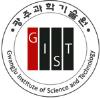 광주과학기술원
GIST
Gwangju Institute of Science and Technology